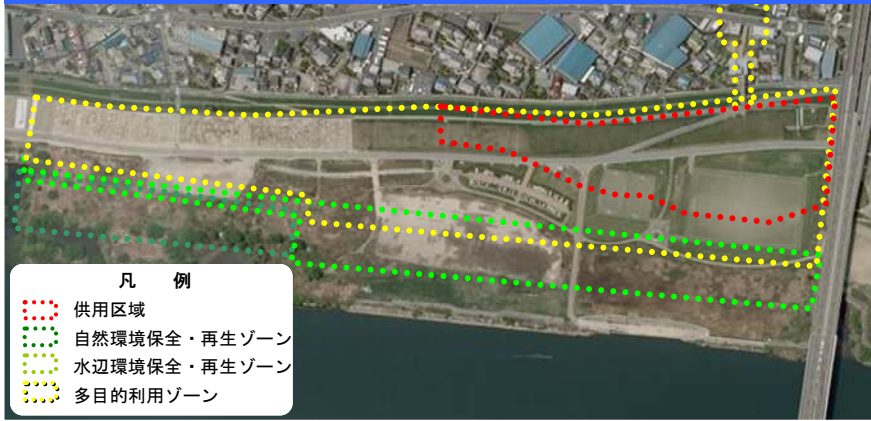 凡 例
供用区域
自然環境保全・再生ゾーン
水辺環境保全・再生ゾーン
多目的利用ゾーン